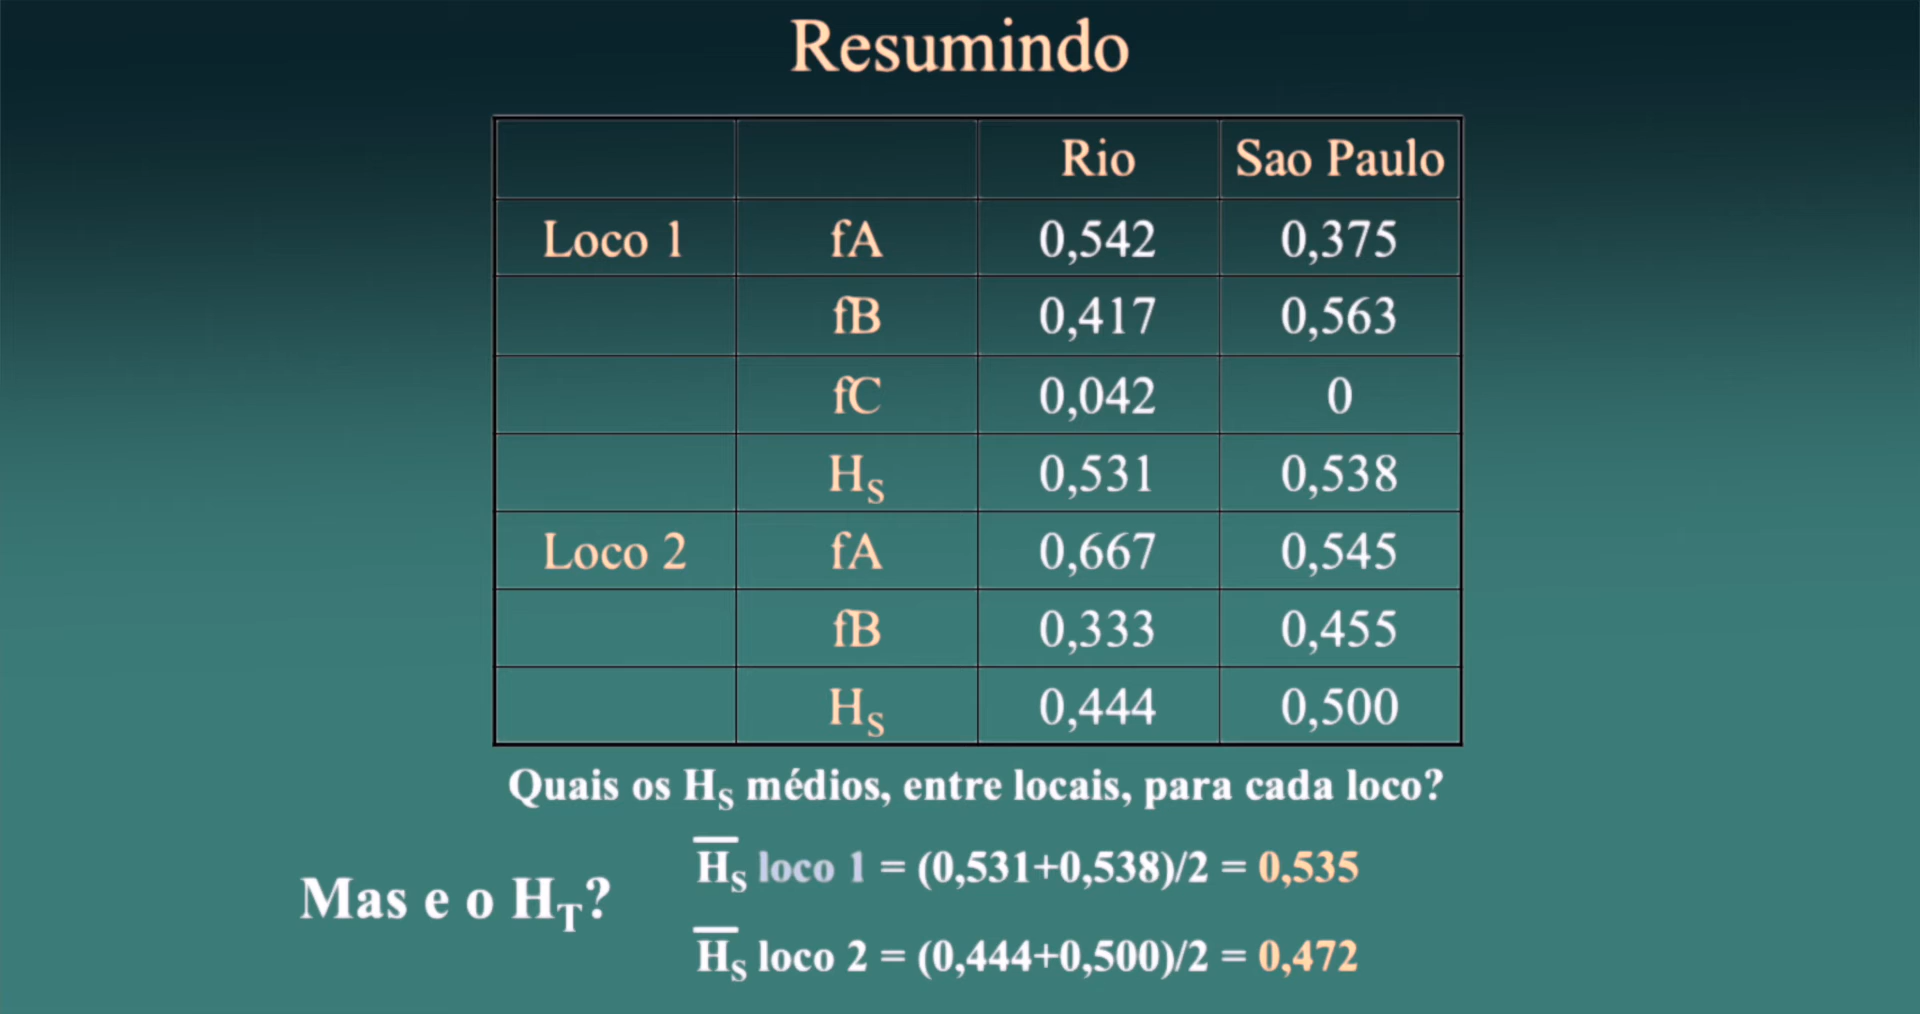 Resumindo
Rio Sao Paulo
Loco 1 fA 0,542 0,375
fB 0,417 0,563
fC 0,042 0
HS 0,531 0,538
Loco 2 fA 0,667 0,545
fB 0,333 0,455
HS 0,444 0,500
Quais os HS médios, entre locais, para cada loco?
Mas e o HT?
H̅S loco 1 = (0,531+0,538)/2 = 0,535
H̅S loco 2 = (0,444+0,500)/2 = 0,472